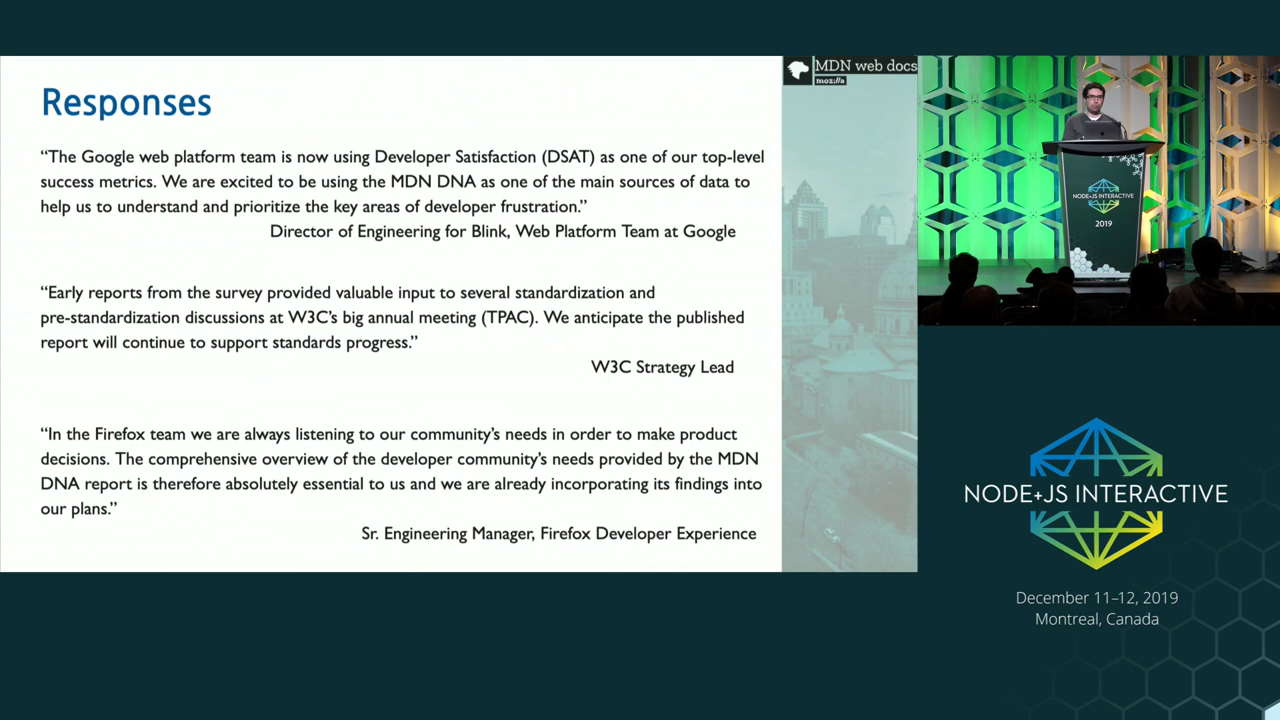 Responses
“The Google web platform team is now using Developer Satisfaction (DSAT) as one of our top-level
success metrics. We are excited to be using the MDN DNA as one of the main sources of data to
help us to understand and prioritize the key areas of developer frustration.”
Director of Engineering for Blink, Web Platform Team at Google
“Early reports from the survey provided valuable input to several standardization and
pre-standardization discussions at W3C’s big annual meeting (TPAC). We anticipate the published
report will continue to support standards progress.”
W3C Strategy Lead
“In the Firefox team we are always listening to our community’s needs in order to make product
decisions. The comprehensive overview of the developer community’s needs provided by the MDN
DNA report is therefore absolutely essential to us and we are already incorporating its findings into
our plans.”
Sr. Engineering Manager, Firefox Developer Experience
MDN web docs
moz://a
NODE+JS INTERACTIVE
2019
NODE+JS INTERACTIVE
December 11–12, 2019
Montreal, Canada